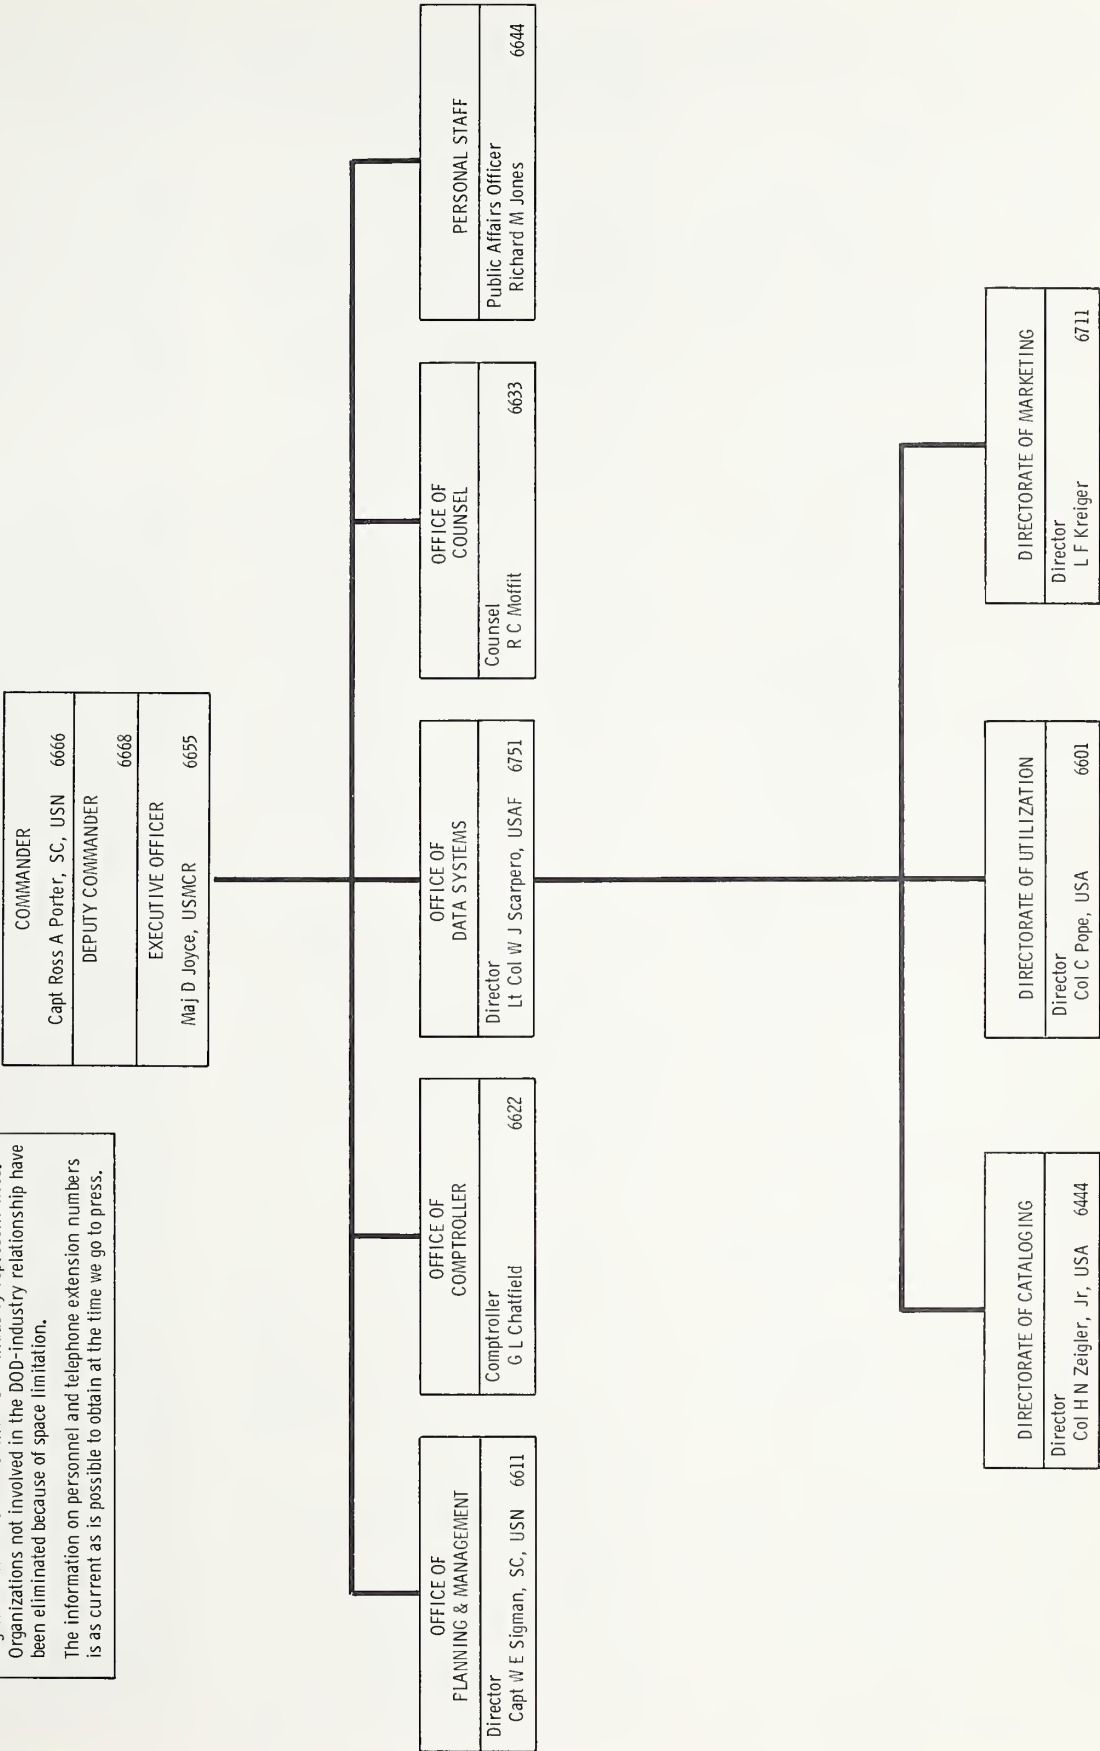 Organizations not involved in the DOD-industry relationship have
been eliminated because of space limitation.
The information on personnel and telephone extension numbers
is as current as is possible to obtain at the time we go to press.
COMMANDER
Capt Ross A Porter, SC, USN 6666
DEPUTY COMMANDER
6668
EXECUTIVE OFFICER
Maj D Joyce, USMCR 6655
OFFICE OF
PLANNING & MANAGEMENT
Director
Capt W E Sigman, SC, USN 6611
OFFICE OF
COMPTROLLER
Comptroller
G L Chatfield 6622
OFFICE OF
DATA SYSTEMS
Director
Lt Col W J Scarpero, USAF 6751
OFFICE OF
COUNSEL
Counsel
R C Moffit 6633
PERSONAL STAFF
Public Affairs Officer
Richard M Jones 6644
DIRECTORATE OF CATALOGING
Director
Col H N Zeigler, Jr, USA 6444
DIRECTORATE OF UTILIZATION
Director
Col C Pope, USA 6601
DIRECTORATE OF MARKETING
Director
L F Kreiger 6711